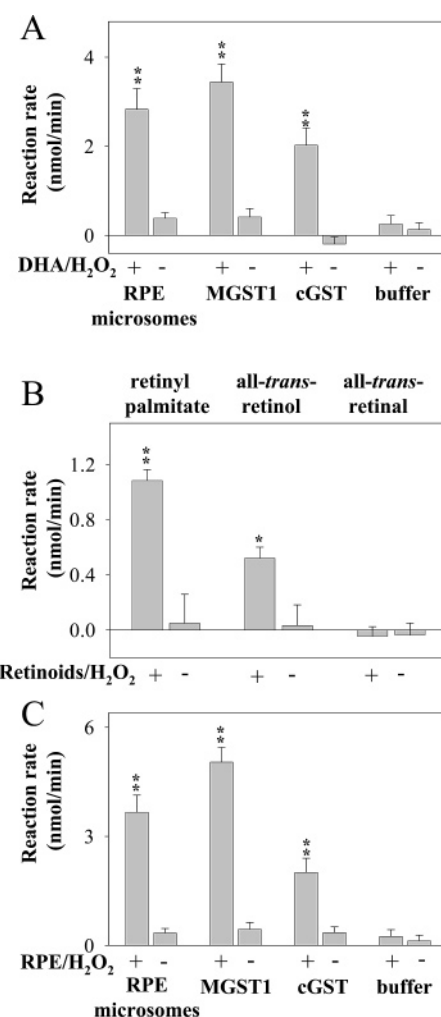 A
Reaction rate
(nmol/min)
4
2
0
** ** **
DHA/H₂O₂ + - + - + - + -
RPE MGST1 cGST buffer
microsomes
B
retinyl all-trans- all-trans-
palmitate retinol retinal
Reaction rate
(nmol/min)
1.2
0.8
0.4
0.0
** *
Retinoids/H₂O₂ + - + - + -
C
Reaction rate
(nmol/min)
6
3
0
** ** **
RPE/H₂O₂ + - + - + - + -
RPE MGST1 cGST buffer
microsomes